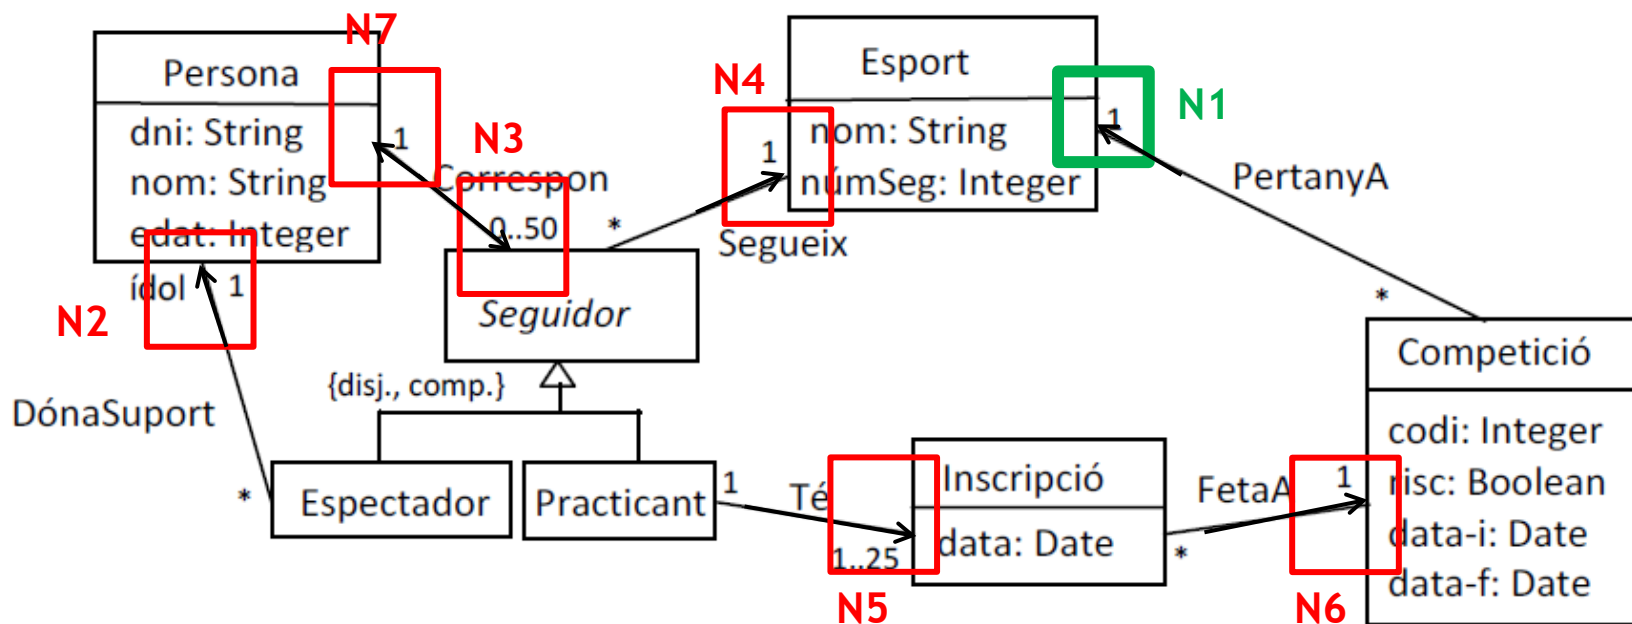 N7
Persona
dni: String
nom: String
edat: Integer
1
N3
Correspon
0..50
*
N4
1
Segueix
Esport
nom: String
númSeg: Integer
1
N1
PertanyA
*
ídol
1
N2
DónaSuport
*
Seguidor
{disj., comp.}
Espectador
Practicant
1
Té
1..25
N5
Inscripció
data: Date
*
FetaA
1
N6
Competició
codi: Integer
risc: Boolean
data-i: Date
data-f: Date